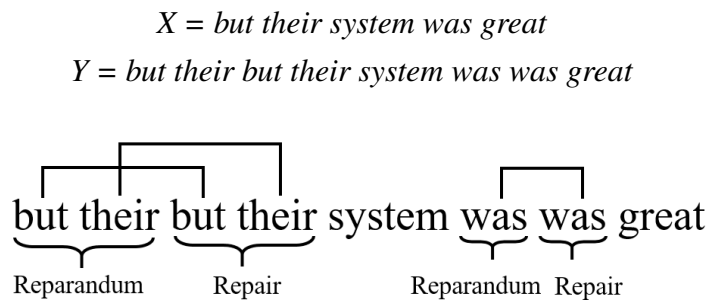 X = but their system was great
Y = but their but their system was was great
but their but their system was was great
Reparandum Repair Reparandum Repair